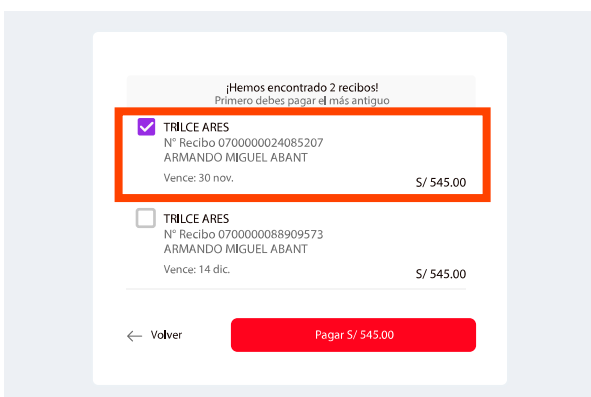 ¡Hemos encontrado 2 recibos!
Primero debes pagar el más antiguo
TRILCE ARES
N° Recibo 0700000024085207
ARMANDO MIGUEL ABANT
Vence: 30 nov.
S/ 545.00
TRILCE ARES
N° Recibo 0700000088909573
ARMANDO MIGUEL ABANT
Vence: 14 dic.
S/ 545.00
← Volver
Pagar S/ 545.00